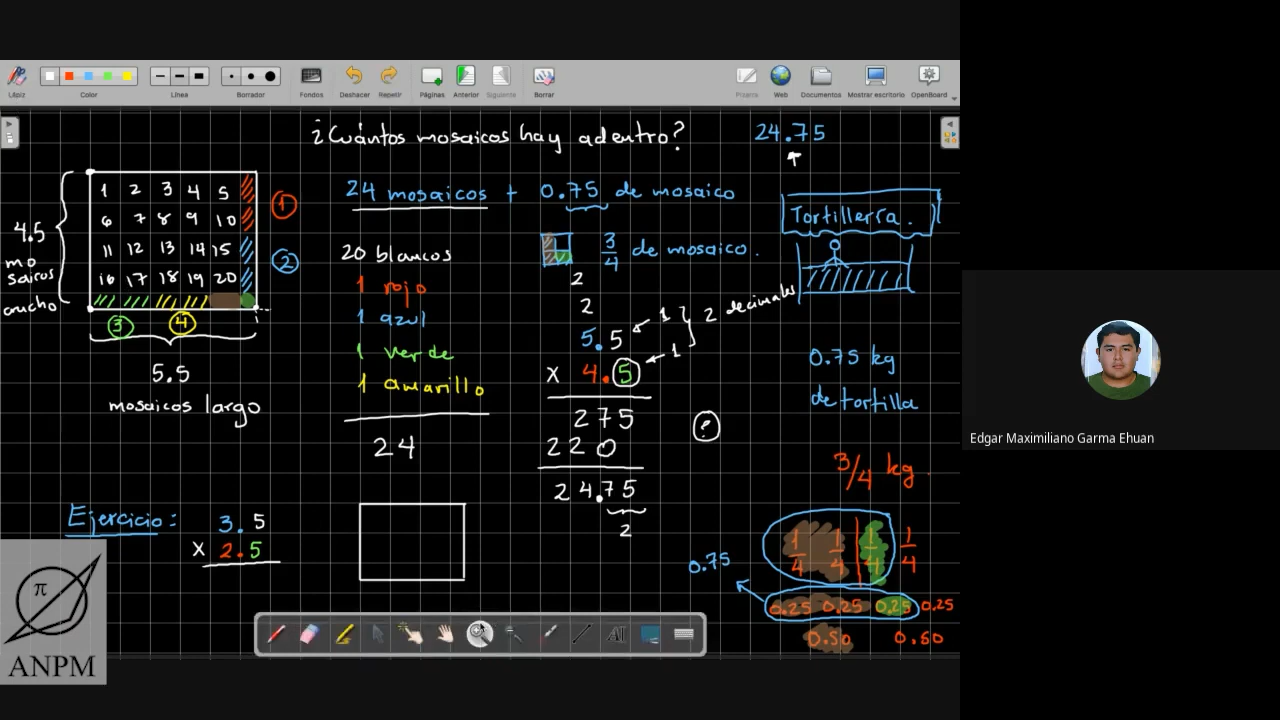 Lápiz
Color
Línea
Borrador
Fondos
Deshacer
Repetir
Páginas
Anterior
Siguiente
Borrar
Pizarra
Web
Documentos
Mostrar escritorio
OpenBoard
¿Cuántos mosaicos hay adentro?
24.75
1 2 3 4 5
6 7 8 9 10
11 12 13 14 15
16 17 18 19 20
1
2
3
4
4.5
mo
saicos
ancho
5.5
mosaicos largo
24 mosaicos + 0.75 de mosaico
3/4 de mosaico.
20 blancos
1 rojo
1 azul
1 verde
1 amarillo
24
2
2
5.5
x 4.5
275
220
24.75
2
1
1
2 decimales
?
Tortillería.
0.75 kg
de tortilla
3/4 kg.
1/4 1/4 1/4 1/4
0.25 0.25 0.25 0.25
0.50 0.50
0.75
Ejercicio:
3.5
x 2.5
π
ANPM
AI
Edgar Maximiliano Garma Ehuan